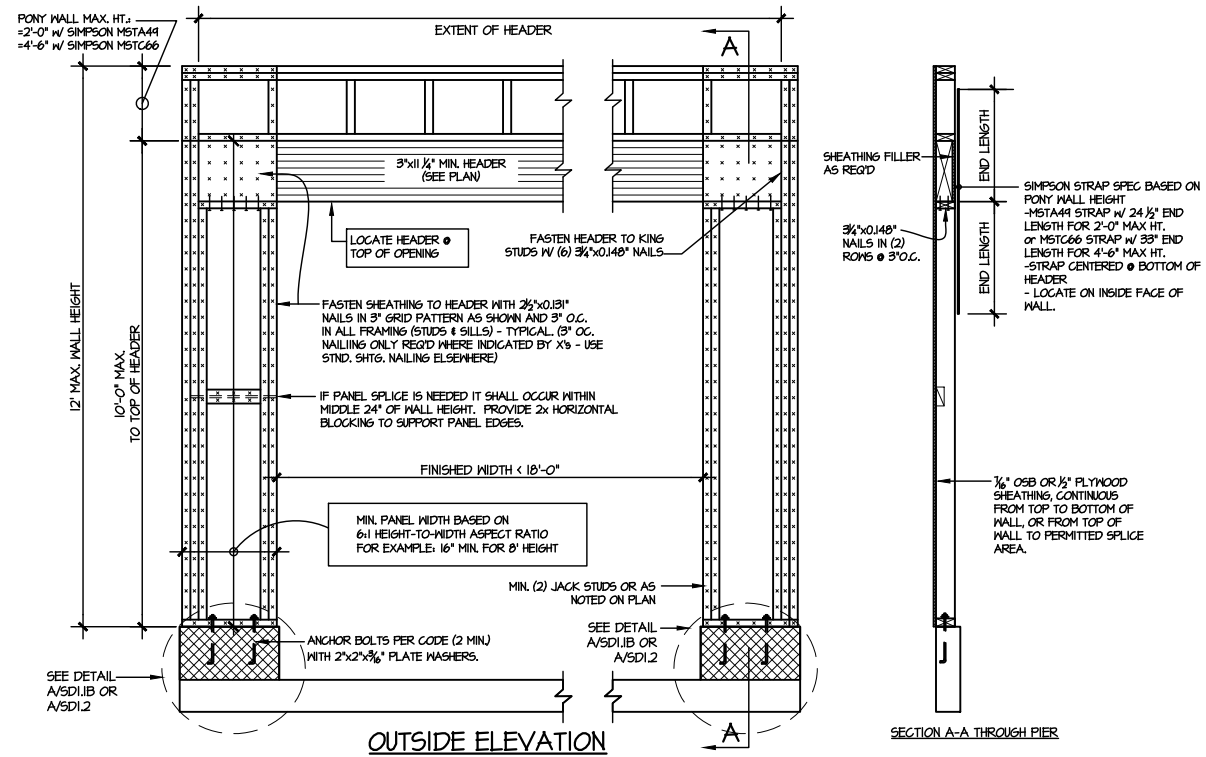 PONY WALL MAX. HT.:
=2'-0" W/ SIMPSON MSTA49
=4'-6" W/ SIMPSON MSTC66
EXTENT OF HEADER
A
3"x11 1/4" MIN. HEADER
(SEE PLAN)
LOCATE HEADER @
TOP OF OPENING
FASTEN HEADER TO KING
STUDS W/ (6) 3 1/4"x0.148" NAILS
FASTEN SHEATHING TO HEADER WITH 2 1/2"x0.131"
NAILS IN 3" GRID PATTERN AS SHOWN AND 3" O.C.
IN ALL FRAMING (STUDS & SILLS) - TYPICAL. (3" OC.
NAILIING ONLY REQ'D WHERE INDICATED BY X's - USE
STND. SHTG. NAILING ELSEWHERE)
12' MAX. WALL HEIGHT
10'-0" MAX.
TO TOP OF HEADER
IF PANEL SPLICE IS NEEDED IT SHALL OCCUR WITHIN
MIDDLE 24" OF WALL HEIGHT. PROVIDE 2x HORIZONTAL
BLOCKING TO SUPPORT PANEL EDGES.
FINISHED WIDTH < 18'-0"
MIN. PANEL WIDTH BASED ON
6:1 HEIGHT-TO-WIDTH ASPECT RATIO
FOR EXAMPLE: 16" MIN. FOR 8' HEIGHT
MIN. (2) JACK STUDS OR AS
NOTED ON PLAN
ANCHOR BOLTS PER CODE (2 MIN.)
WITH 2"x2"x3/16" PLATE WASHERS.
SEE DETAIL
A/SD1.1B OR
A/SD1.2
SEE DETAIL
A/SD1.1B OR
A/SD1.2
A
OUTSIDE ELEVATION
SHEATHING FILLER
AS REQ'D
3 1/4"x0.148"
NAILS IN (2)
ROWS @ 3"O.C.
END LENGTH
END LENGTH
SIMPSON STRAP SPEC BASED ON
PONY WALL HEIGHT
-MSTA49 STRAP W/ 24 1/2" END
LENGTH FOR 2'-0" MAX HT.
or MSTC66 STRAP W/ 33" END
LENGTH FOR 4'-6" MAX HT.
-STRAP CENTERED @ BOTTOM OF
HEADER
- LOCATE ON INSIDE FACE OF
WALL.
7/16" OSB OR 1/2" PLYWOOD
SHEATHING, CONTINUOUS
FROM TOP TO BOTTOM OF
WALL, OR FROM TOP OF
WALL TO PERMITTED SPLICE
AREA.
SECTION A-A THROUGH PIER